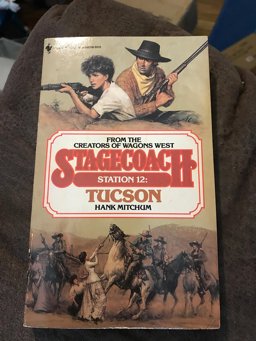 FROM THE
CREATORS OF WAGONS WEST
STAGECOACH
STATION 12:
TUCSON
HANK MITCHUM